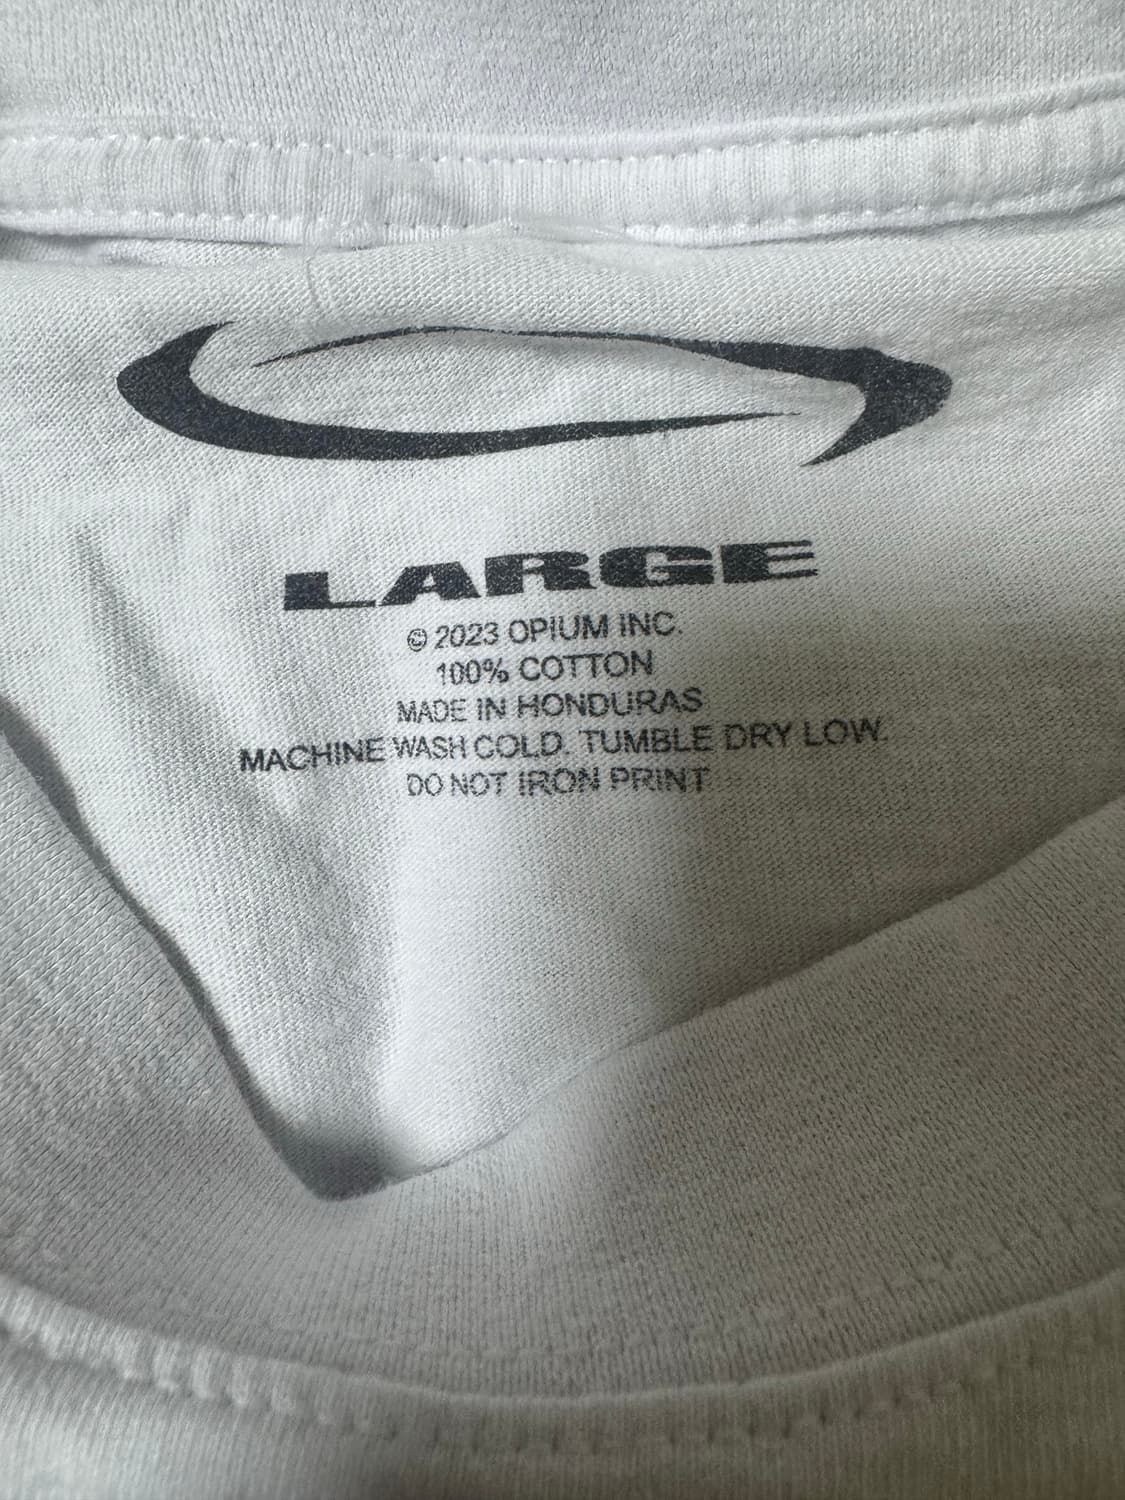 LARGE
© 2023 OPIUM INC.
100% COTTON
MADE IN HONDURAS
MACHINE WASH COLD. TUMBLE DRY LOW.
DO NOT IRON PRINT